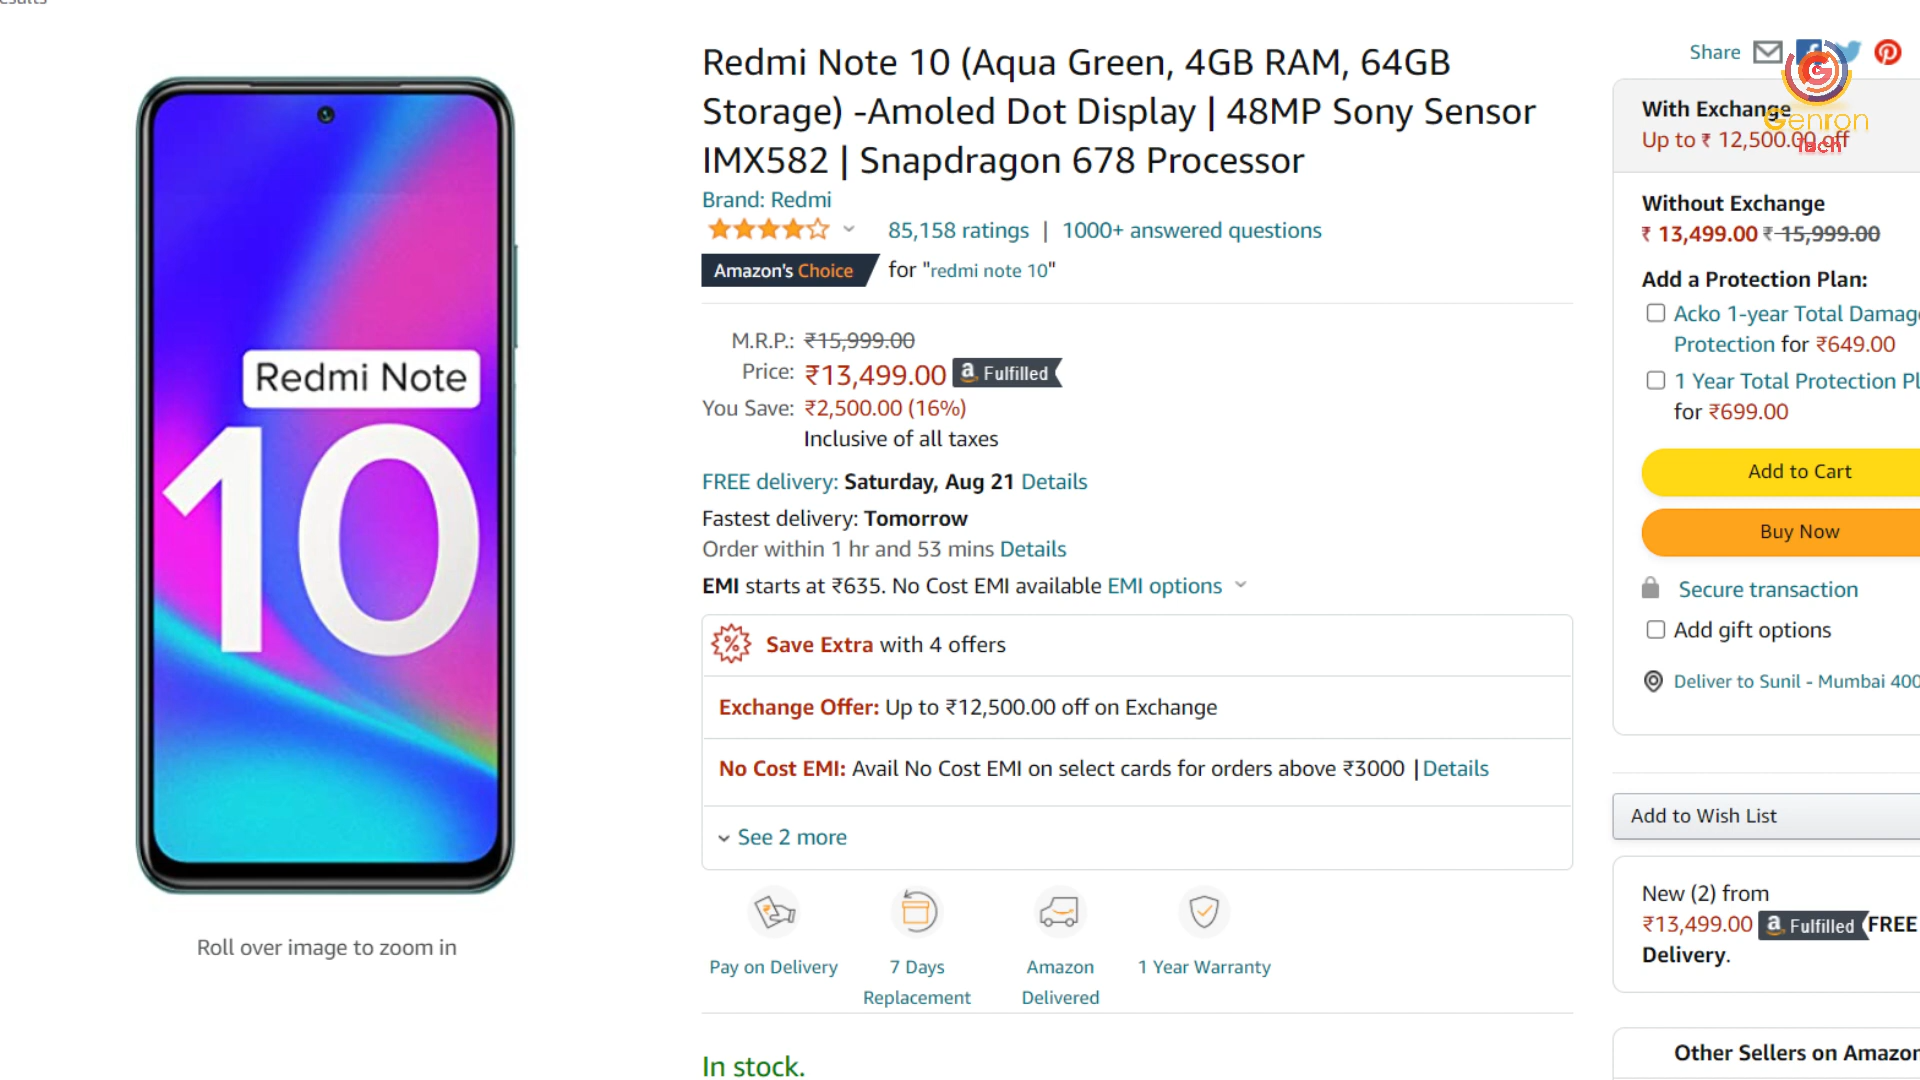 Redmi Note
10
Roll over image to zoom in
Redmi Note 10 (Aqua Green, 4GB RAM, 64GB
Storage) -Amoled Dot Display | 48MP Sony Sensor
IMX582 | Snapdragon 678 Processor
Brand: Redmi
85,158 ratings | 1000+ answered questions
Amazon's Choice for "redmi note 10"
M.R.P.: ₹15,999.00
Price: ₹13,499.00 a Fulfilled
You Save: ₹2,500.00 (16%)
Inclusive of all taxes
FREE delivery: Saturday, Aug 21 Details
Fastest delivery: Tomorrow
Order within 1 hr and 53 mins Details
EMI starts at ₹635. No Cost EMI available EMI options
Save Extra with 4 offers
Exchange Offer: Up to ₹12,500.00 off on Exchange
No Cost EMI: Avail No Cost EMI on select cards for orders above ₹3000 | Details
See 2 more
Pay on Delivery
7 Days
Replacement
Amazon
Delivered
1 Year Warranty
In stock.
Share
Genron
Tech
With Exchange
Up to ₹ 12,500.00 off
Without Exchange
₹ 13,499.00 ₹ 15,999.00
Add a Protection Plan:
Acko 1-year Total Damag
Protection for ₹649.00
1 Year Total Protection Pl
for ₹699.00
Add to Cart
Buy Now
Secure transaction
Add gift options
Deliver to Sunil - Mumbai 400
Add to Wish List
New (2) from
₹13,499.00 a Fulfilled FREE
Delivery.
Other Sellers on Amazon